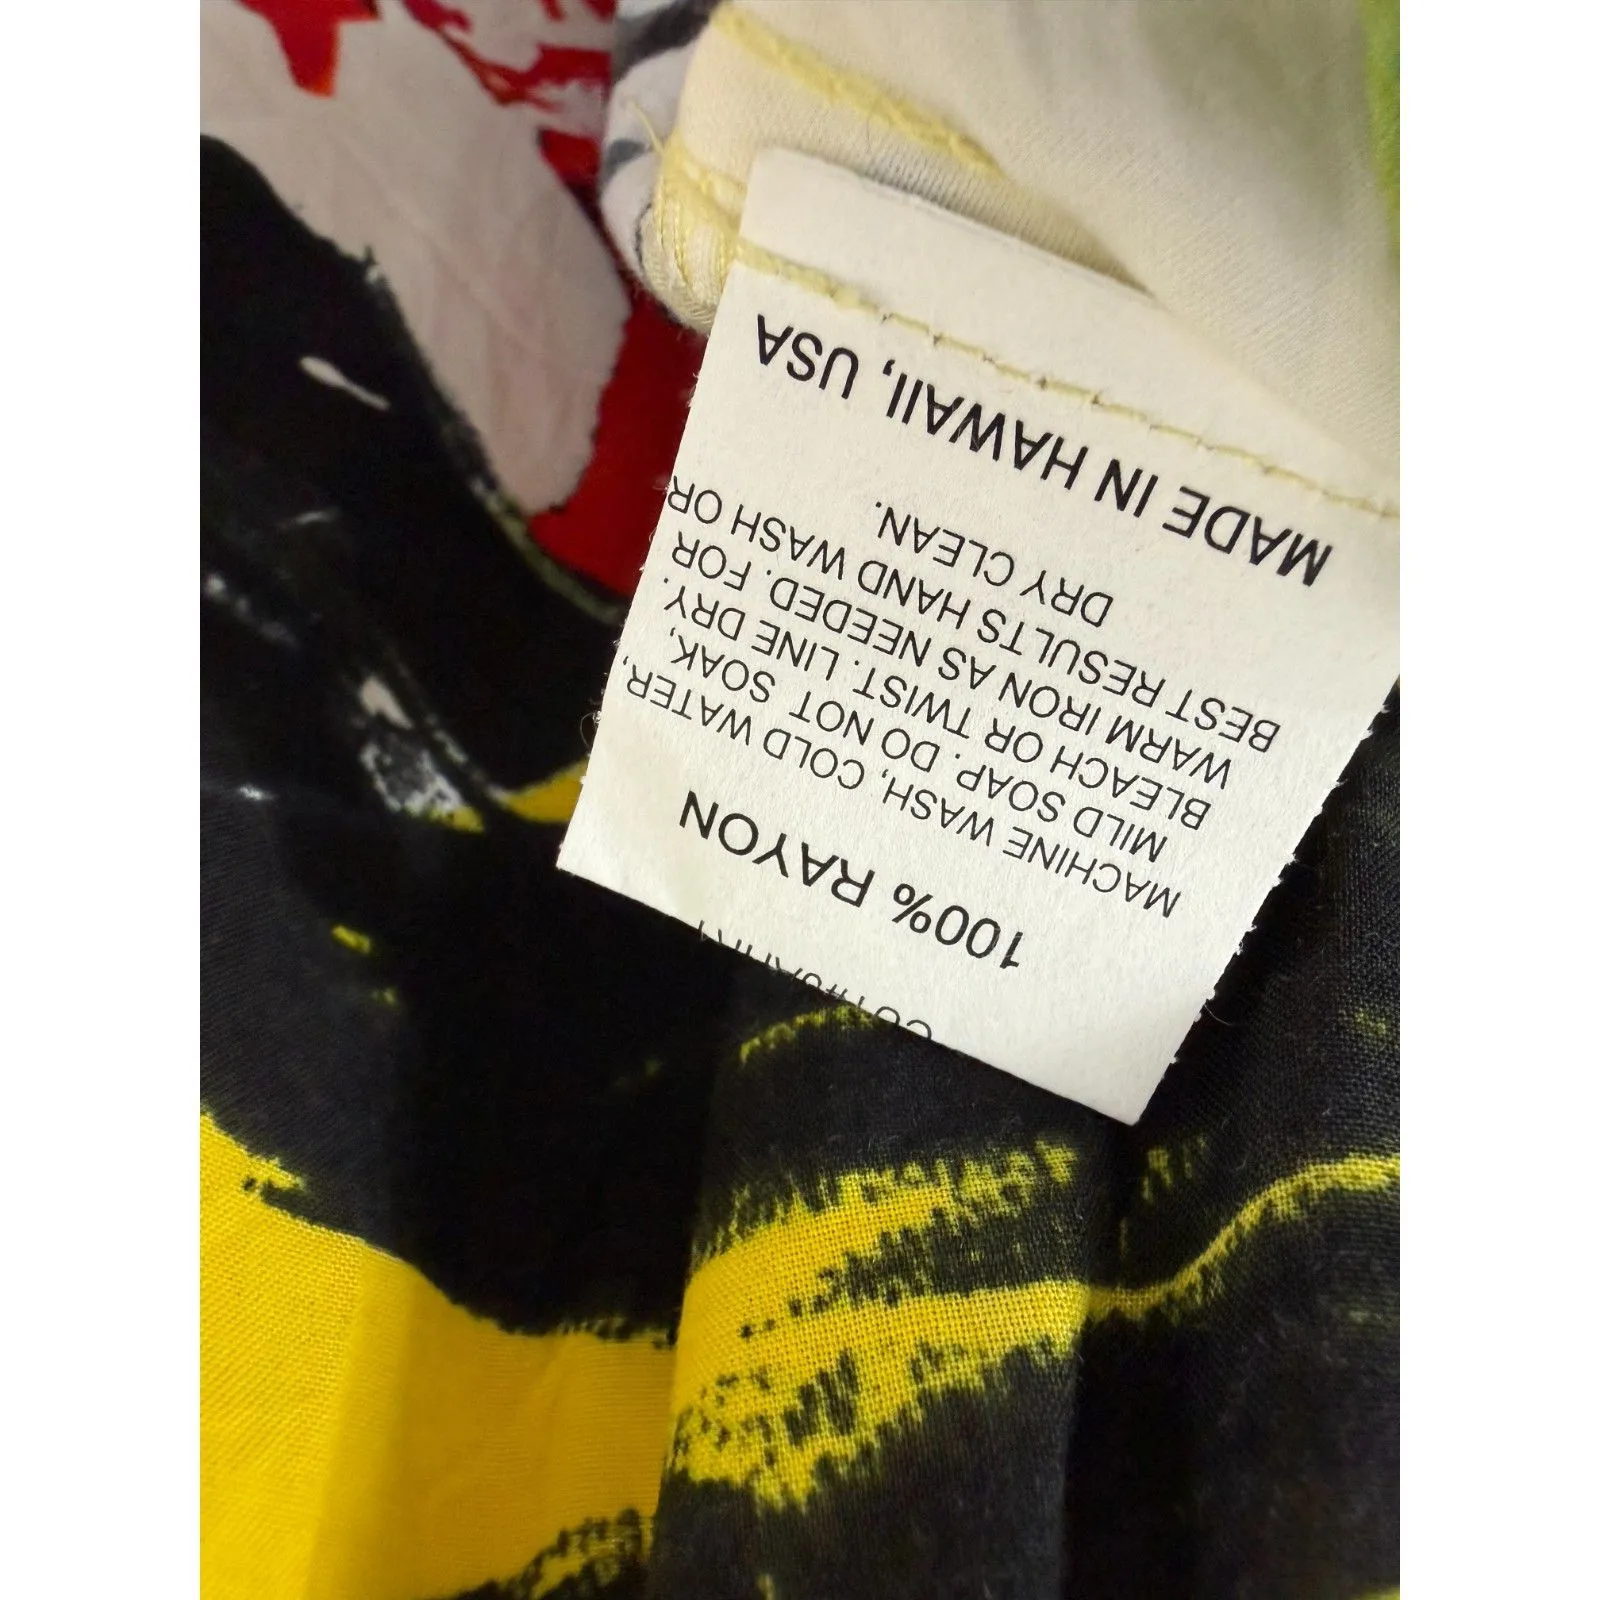 100% RAYON
MACHINE WASH, COLD WATER,
MILD SOAP. DO NOT SOAK,
BLEACH OR TWIST. LINE DRY.
WARM IRON AS NEEDED. FOR
BEST RESULTS HAND WASH OR
DRY CLEAN.
MADE IN HAWAII, USA